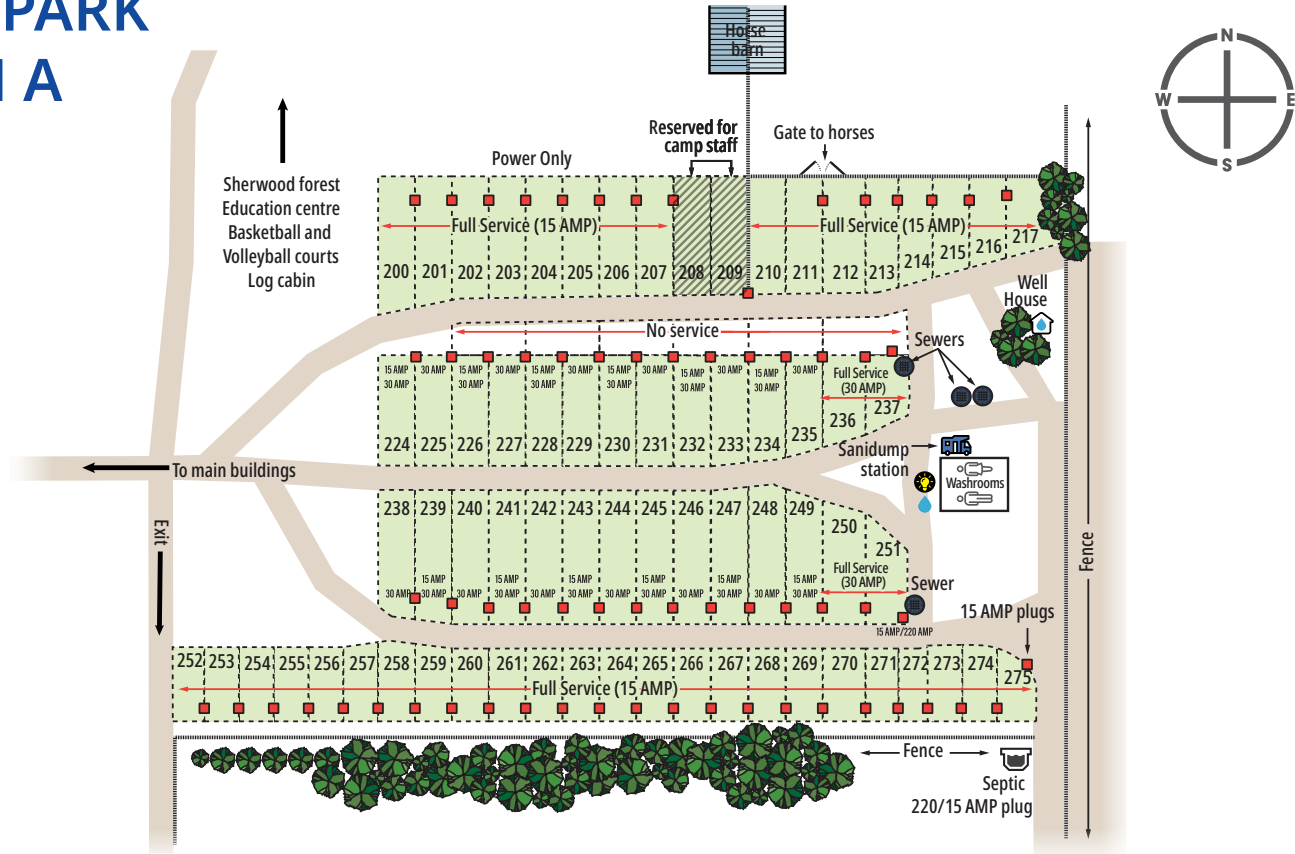 PARK
A
Horse
barn
N
W
E
S
Reserved for
camp staff
Gate to horses
Power Only
Sherwood forest
Education centre
Basketball and
Volleyball courts
Log cabin
Full Service (15 AMP)
Full Service (15 AMP)
200 201 202 203 204 205 206 207 208 209 210 211 212 213 214 215 216 217
Well
House
No service
Sewers
15 AMP 30 AMP 15 AMP 30 AMP 15 AMP 30 AMP 15 AMP 30 AMP 15 AMP 30 AMP 15 AMP 30 AMP
30 AMP 30 AMP 30 AMP 30 AMP 30 AMP 30 AMP
Full Service
(30 AMP)
224 225 226 227 228 229 230 231 232 233 234 235 236 237
Sanidump
station
Washrooms
To main buildings
Exit
238 239 240 241 242 243 244 245 246 247 248 249 250 251
15 AMP 15 AMP 15 AMP 15 AMP 15 AMP 15 AMP
30 AMP 30 AMP 30 AMP 30 AMP 30 AMP 30 AMP 30 AMP 30 AMP 30 AMP 30 AMP 30 AMP 30 AMP
Full Service
(30 AMP)
Sewer
15 AMP/220 AMP
15 AMP plugs
Fence
252 253 254 255 256 257 258 259 260 261 262 263 264 265 266 267 268 269 270 271 272 273 274 275
Full Service (15 AMP)
Fence
Septic
220/15 AMP plug